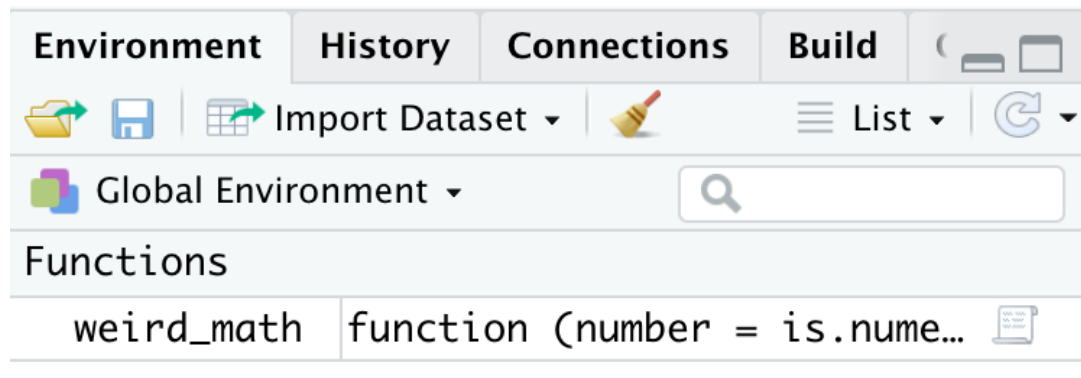 Environment History Connections Build
Import Dataset List
Global Environment
Functions
weird_math function (number = is.nume…